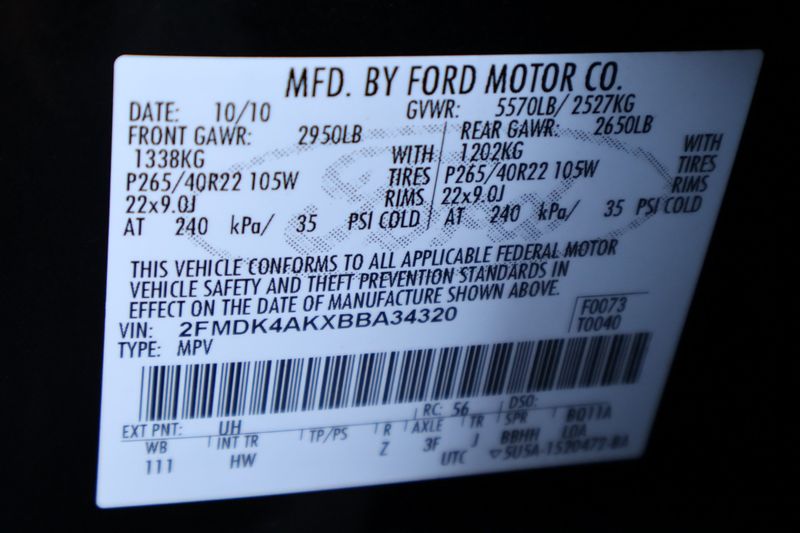 MFD. BY FORD MOTOR CO.
DATE: 10/10 GVWR: 5570LB/ 2527KG
FRONT GAWR: 2950LB REAR GAWR: 2650LB
1338KG WITH 1202KG WITH
P265/40R22 105W TIRES P265/40R22 105W TIRES
22x9.0J RIMS 22x9.0J RIMS
AT 240 kPa/ 35 PSI COLD AT 240 kPa/ 35 PSI COLD
THIS VEHICLE CONFORMS TO ALL APPLICABLE FEDERAL MOTOR
VEHICLE SAFETY AND THEFT PREVENTION STANDARDS IN
EFFECT ON THE DATE OF MANUFACTURE SHOWN ABOVE.
VIN: 2FMDK4AKXBBA34320 F0073
TYPE: MPV T0040
EXT PNT: UH RC: 56 DSO:
WB INT TR TP/PS R AXLE TR SPR B011A
111 HW Z 3F J BBHH LOA
UTC ▽5U5A-1520472-BA